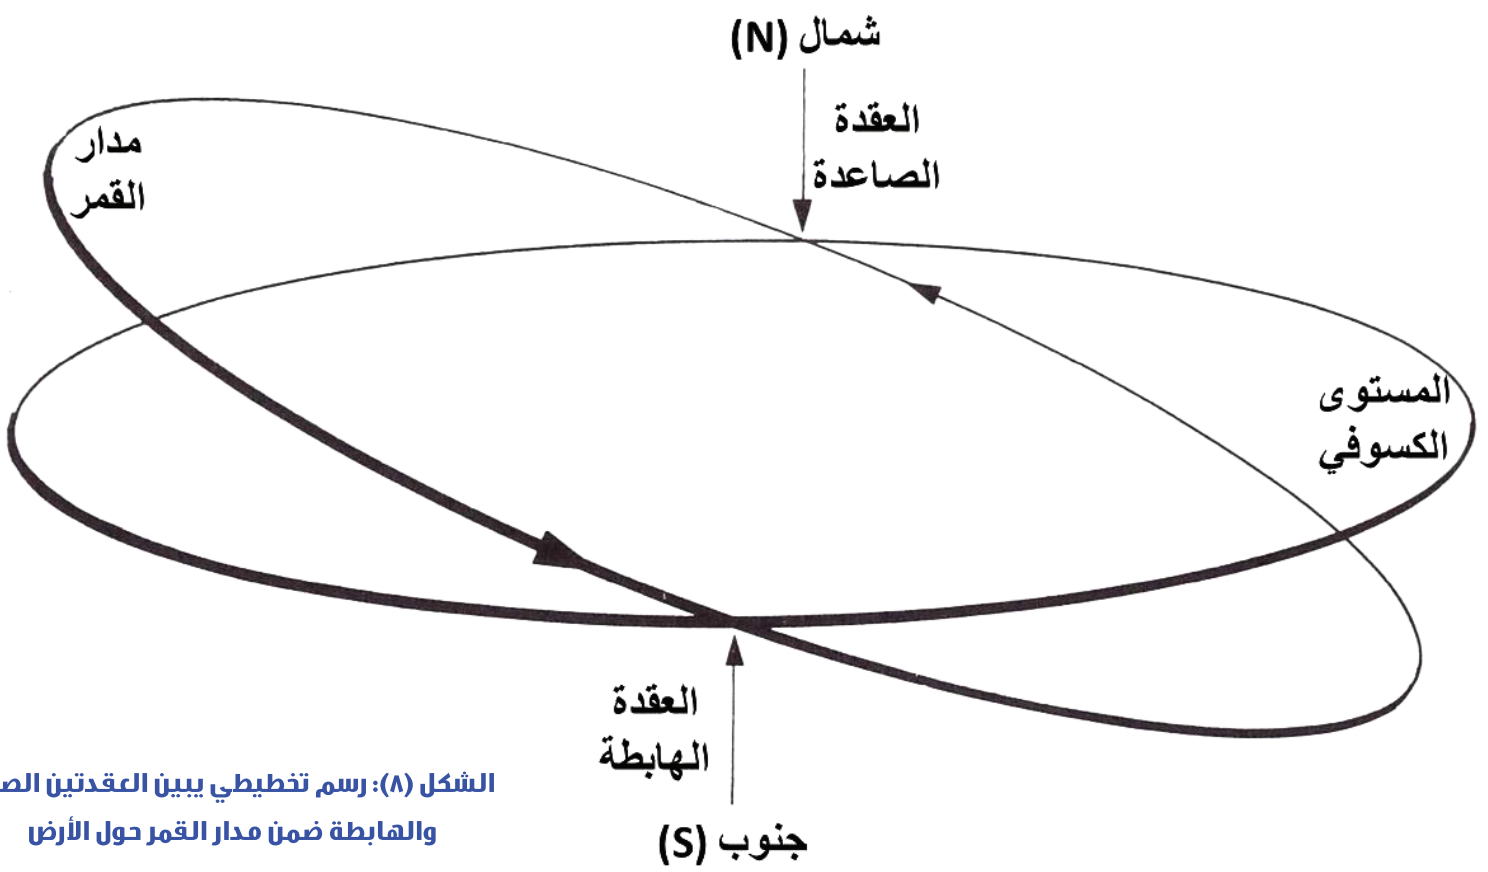 شمال (N)
العقدة
الصاعدة
مدار
القمر
المستوى
الكسوفي
العقدة
الهابطة
جنوب (S)
الشكل (٨): رسم تخطيطي يبين العقدتين
والهابطة ضمن مدار القمر حول الأرض